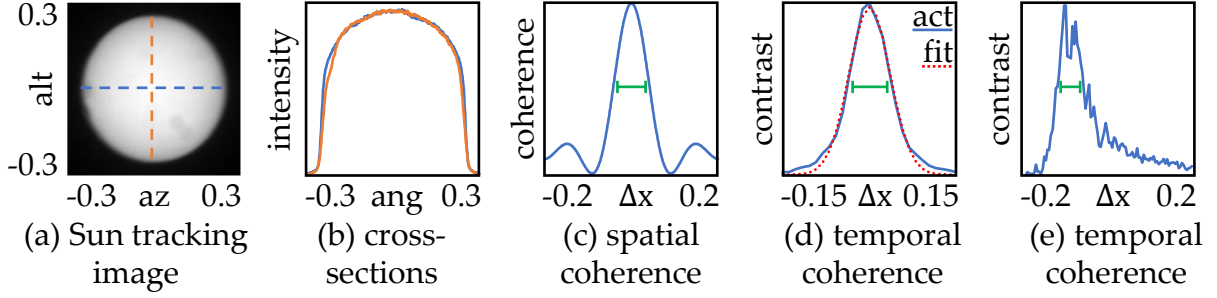 0.3
alt
-0.3
-0.3 az 0.3
(a) Sun tracking
image
intensity
-0.3 ang 0.3
(b) cross-
sections
coherence
-0.2 Δx 0.2
(c) spatial
coherence
contrast
act
fit
-0.15 Δx 0.15
(d) temporal
coherence
contrast
-0.2 Δx 0.2
(e) temporal
coherence